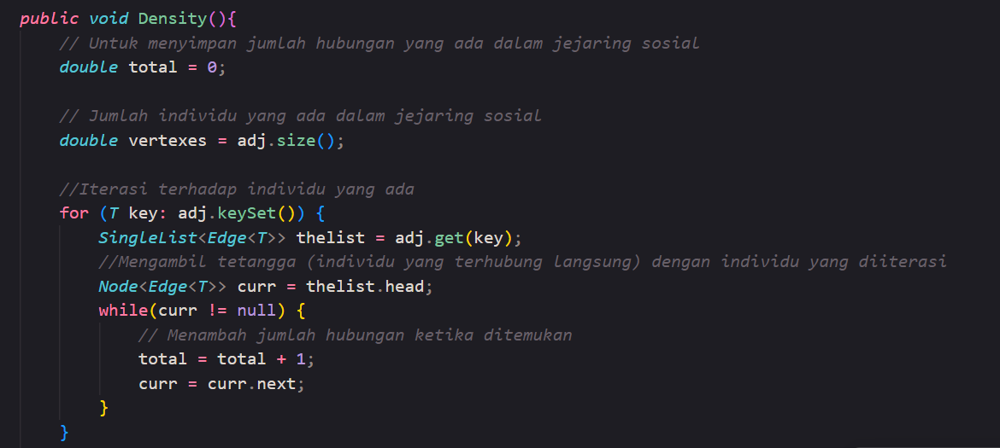 public void Density(){
// Untuk menyimpan jumlah hubungan yang ada dalam jejaring sosial
double total = 0;
// Jumlah individu yang ada dalam jejaring sosial
double vertexes = adj.size();
//Iterasi terhadap individu yang ada
for (T key: adj.keySet()) {
SingleList<Edge<T>> thelist = adj.get(key);
//Mengambil tetangga (individu yang terhubung langsung) dengan individu yang diiterasi
Node<Edge<T>> curr = thelist.head;
while(curr != null) {
// Menambah jumlah hubungan ketika ditemukan
total = total + 1;
curr = curr.next;
}
}